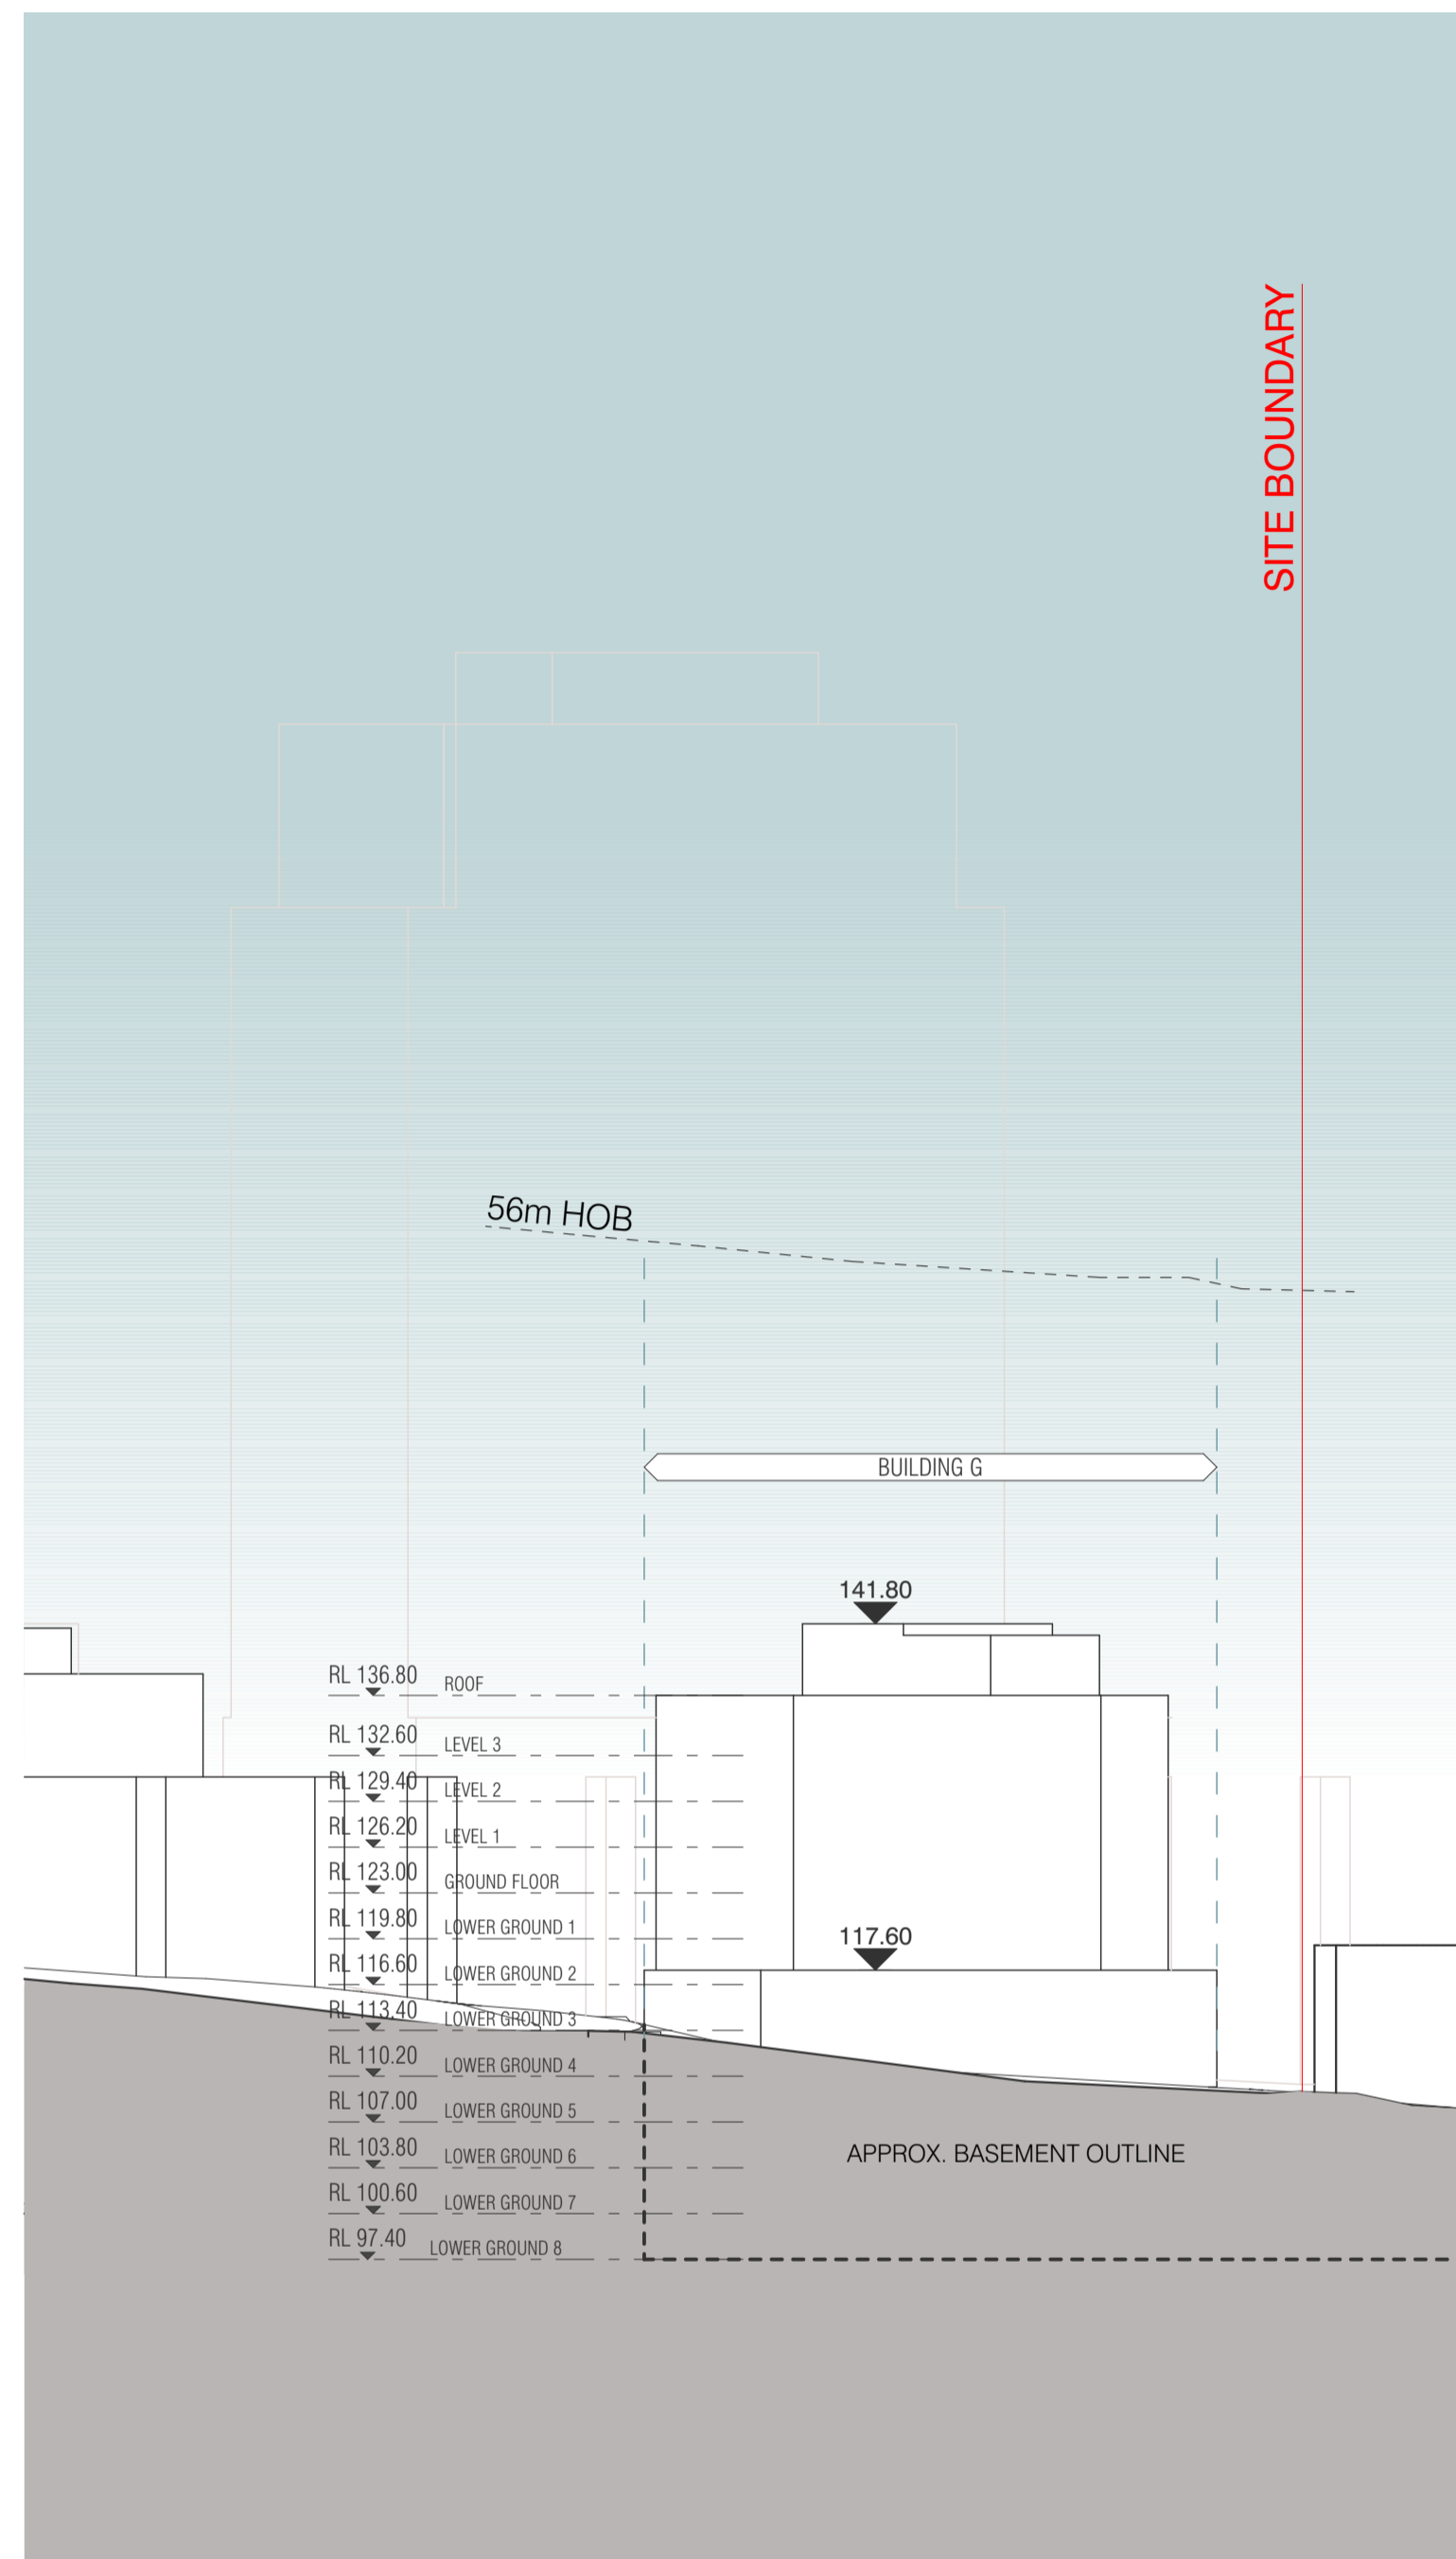 SITE BOUNDARY
56m HOB
BUILDING G
141.80
RL 136.80 ROOF
RL 132.60 LEVEL 3
RL 129.40 LEVEL 2
RL 126.20 LEVEL 1
RL 123.00 GROUND FLOOR
RL 119.80 LOWER GROUND 1
117.60
RL 116.60 LOWER GROUND 2
RL 113.40 LOWER GROUND 3
RL 110.20 LOWER GROUND 4
RL 107.00 LOWER GROUND 5
RL 103.80 LOWER GROUND 6
APPROX. BASEMENT OUTLINE
RL 100.60 LOWER GROUND 7
RL 97.40 LOWER GROUND 8